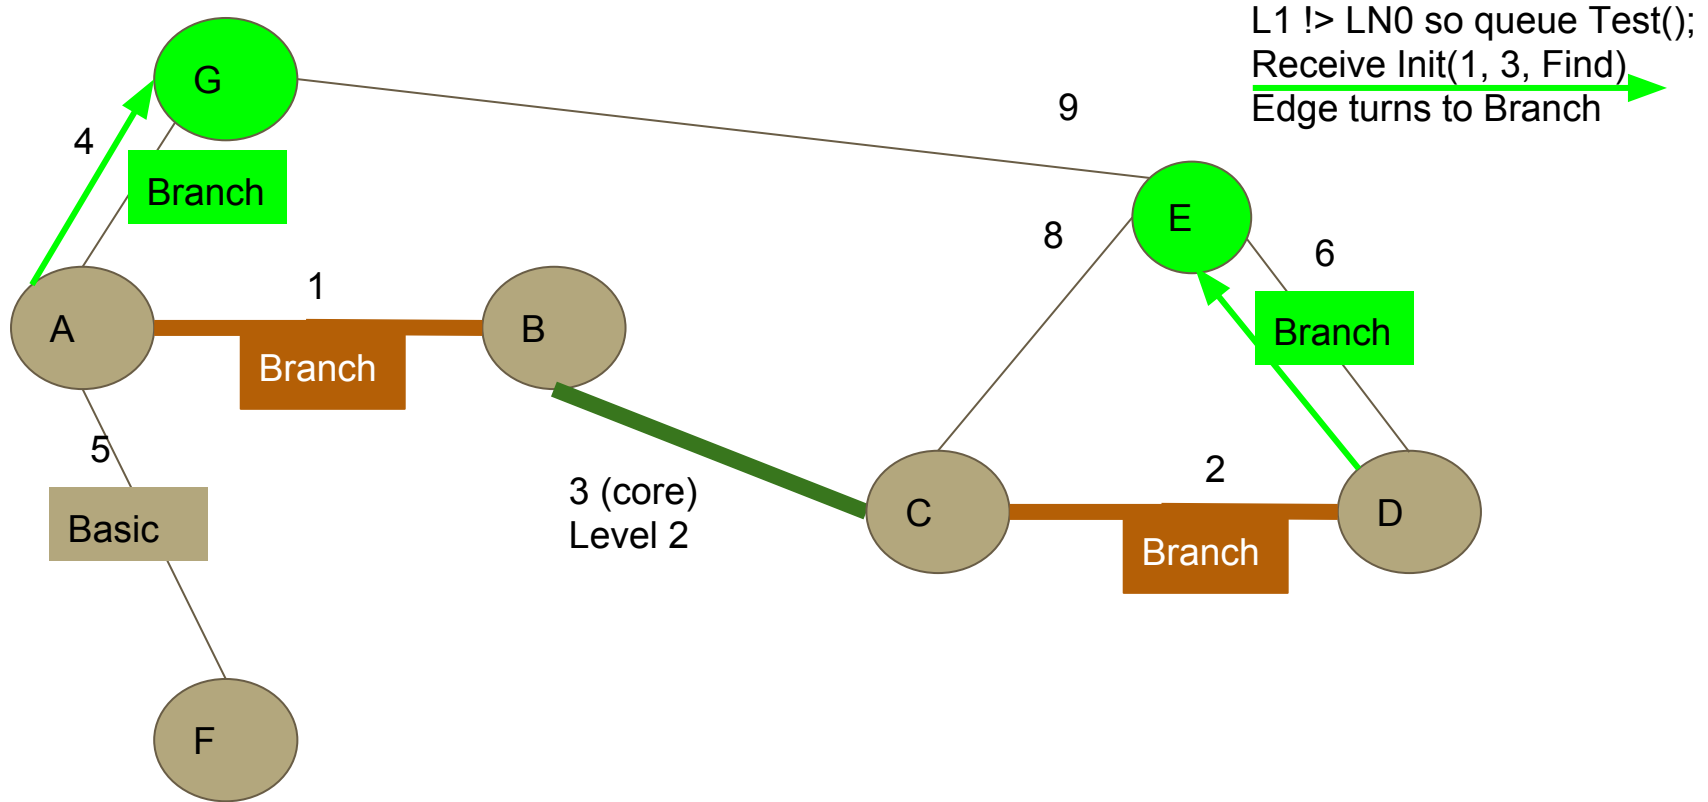 L1 !> LN0 so queue Test();
Receive Init(1, 3, Find)
Edge turns to Branch
G
9
4
Branch
E
8
6
1
A
B
Branch
Branch
5
2
3 (core)
Level 2
Basic
C
D
Branch
F